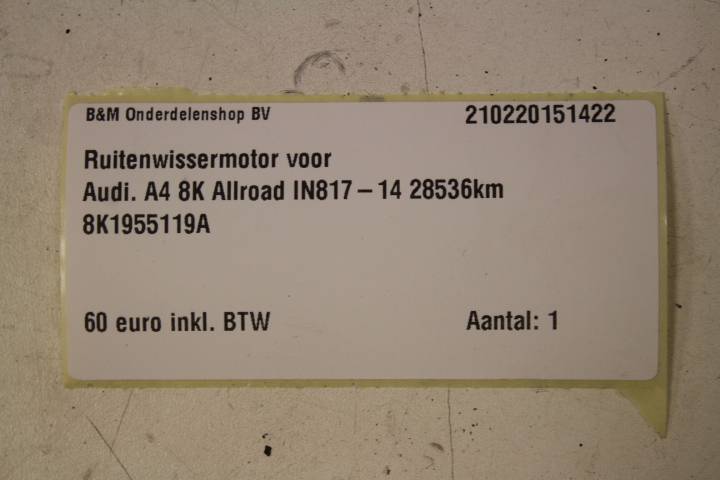 B&M Onderdelenshop BV 210220151422
Ruitenwissermotor voor
Audi. A4 8K Allroad IN817 – 14 28536km
8K1955119A
60 euro inkl. BTW Aantal: 1